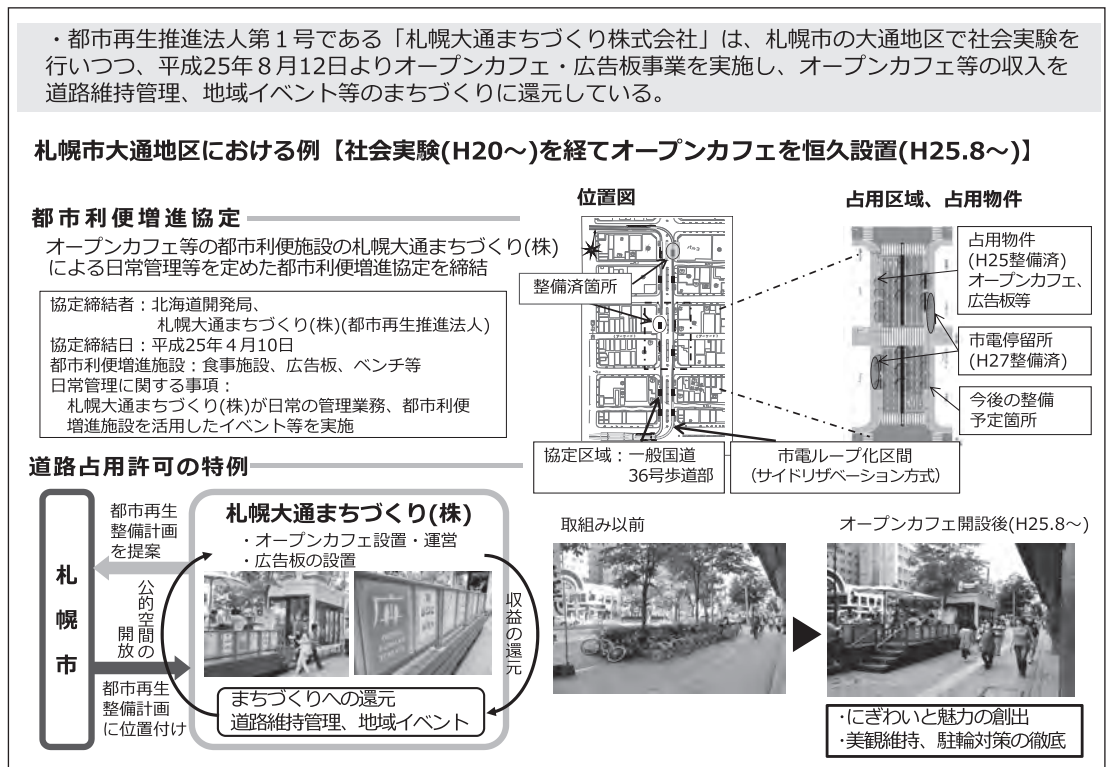 ・都市再生推進法人第１号である「札幌大通まちづくり株式会社」は、札幌市の大通地区で社会実験を
行いつつ、平成25年８月12日よりオープンカフェ・広告板事業を実施し、オープンカフェ等の収入を
道路維持管理、地域イベント等のまちづくりに還元している。
札幌市大通地区における例【社会実験(H20～)を経てオープンカフェを恒久設置(H25.8～)】
都市利便増進協定
オープンカフェ等の都市利便施設の札幌大通まちづくり(株)
による日常管理等を定めた都市利便増進協定を締結
協定締結者：北海道開発局、
札幌大通まちづくり(株)(都市再生推進法人)
協定締結日：平成25年４月10日
都市利便増進施設：食事施設、広告板、ベンチ等
日常管理に関する事項：
札幌大通まちづくり(株)が日常の管理業務、都市利便
増進施設を活用したイベント等を実施
位置図
整備済箇所
協定区域：一般国道
36号歩道部
市電ループ化区間
(サイドリザベーション方式)
占用区域、占用物件
占用物件
(H25整備済)
オープンカフェ、
広告板等
市電停留所
(H27整備済)
今後の整備
予定箇所
道路占用許可の特例
札幌市
都市再生
整備計画
を提案
公的空間の
開放
都市再生
整備計画
に位置付け
札幌大通まちづくり(株)
・オープンカフェ設置・運営
・広告板の設置
収益の還元
まちづくりへの還元
道路維持管理、地域イベント
取組み以前
オープンカフェ開設後(H25.8～)
・にぎわいと魅力の創出
・美観維持、駐輪対策の徹底